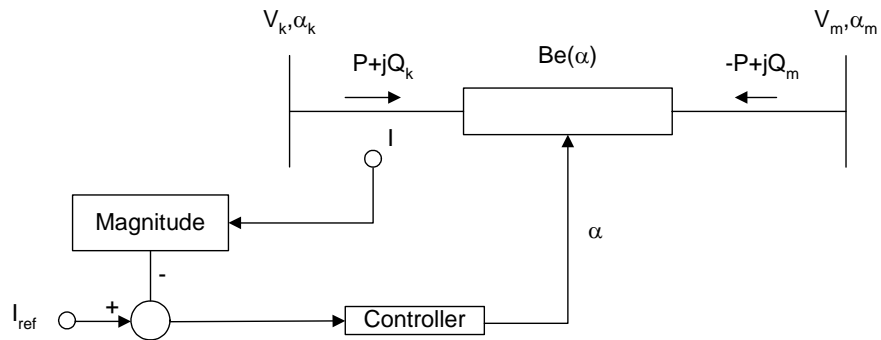 V_k,α_k
V_m,α_m
P+jQ_k
Be(α)
-P+jQ_m
I
Magnitude
α
-
+
I_ref
Controller